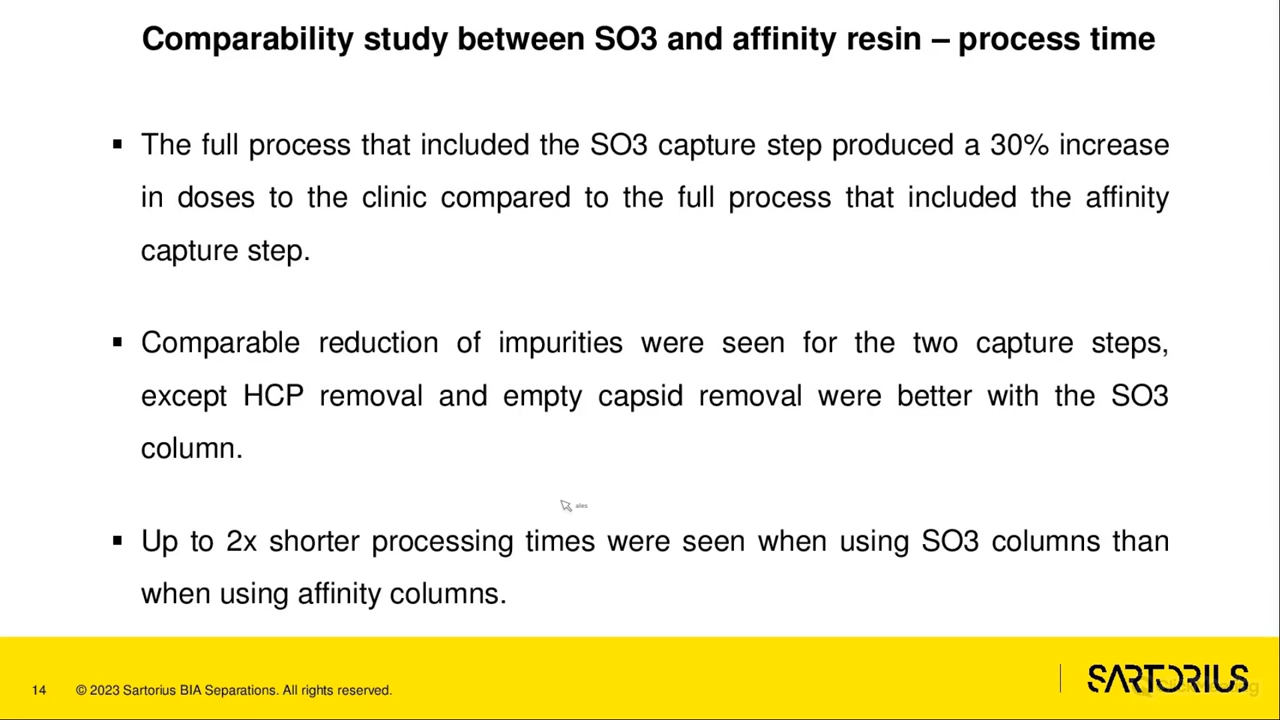 Comparability study between SO3 and affinity resin – process time
▪ The full process that included the SO3 capture step produced a 30% increase
in doses to the clinic compared to the full process that included the affinity
capture step.
▪ Comparable reduction of impurities were seen for the two capture steps,
except HCP removal and empty capsid removal were better with the SO3
column.
ales
▪ Up to 2x shorter processing times were seen when using SO3 columns than
when using affinity columns.
14 © 2023 Sartorius BIA Separations. All rights reserved.
SARTORIUS